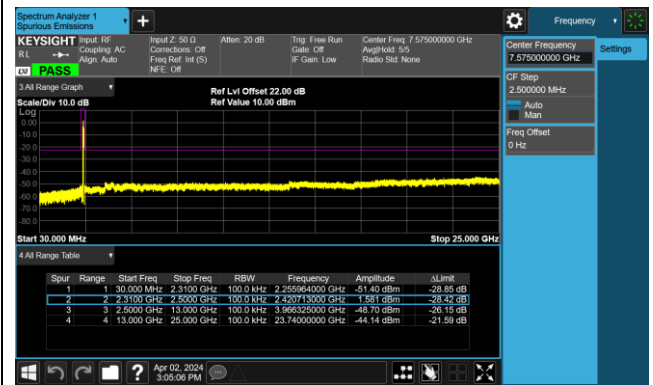 Spectrum Analyzer 1
Spurious Emissions
Frequency
KEYSIGHT
Input: RF
Coupling: AC
Align: Auto
Input Z: 50 Ω
Corrections: Off
Freq Ref: Int (S)
NFE: Off
Atten: 20 dB
Trig: Free Run
Gate: Off
IF Gain: Low
Center Freq: 7.575000000 GHz
Avg|Hold: 5/5
Radio Std: None
R L
LXI
PASS
Center Frequency
7.575000000 GHz
Settings
CF Step
2.500000 MHz
Auto
Man
Freq Offset
0 Hz
3 All Range Graph
Scale/Div 10.0 dB
Ref Lvl Offset 22.00 dB
Ref Value 10.00 dBm
Log
0.00
-10.0
-20.0
-30.0
-40.0
-50.0
-60.0
-70.0
-80.0
Start 30.000 MHz
Stop 25.000 GHz
4 All Range Table
Spur Range Start Freq Stop Freq RBW Frequency Amplitude ΔLimit
1 1 30.000 MHz 2.3100 GHz 100.0 kHz 2.255964000 GHz -51.40 dBm -28.85 dB
2 2 2.3100 GHz 2.5000 GHz 100.0 kHz 2.420713000 GHz 1.581 dBm -28.42 dB
3 3 2.5000 GHz 13.000 GHz 100.0 kHz 3.966325000 GHz -48.70 dBm -26.15 dB
4 4 13.000 GHz 25.000 GHz 100.0 kHz 23.74000000 GHz -44.14 dBm -21.59 dB
?
Apr 02, 2024
3:05:06 PM